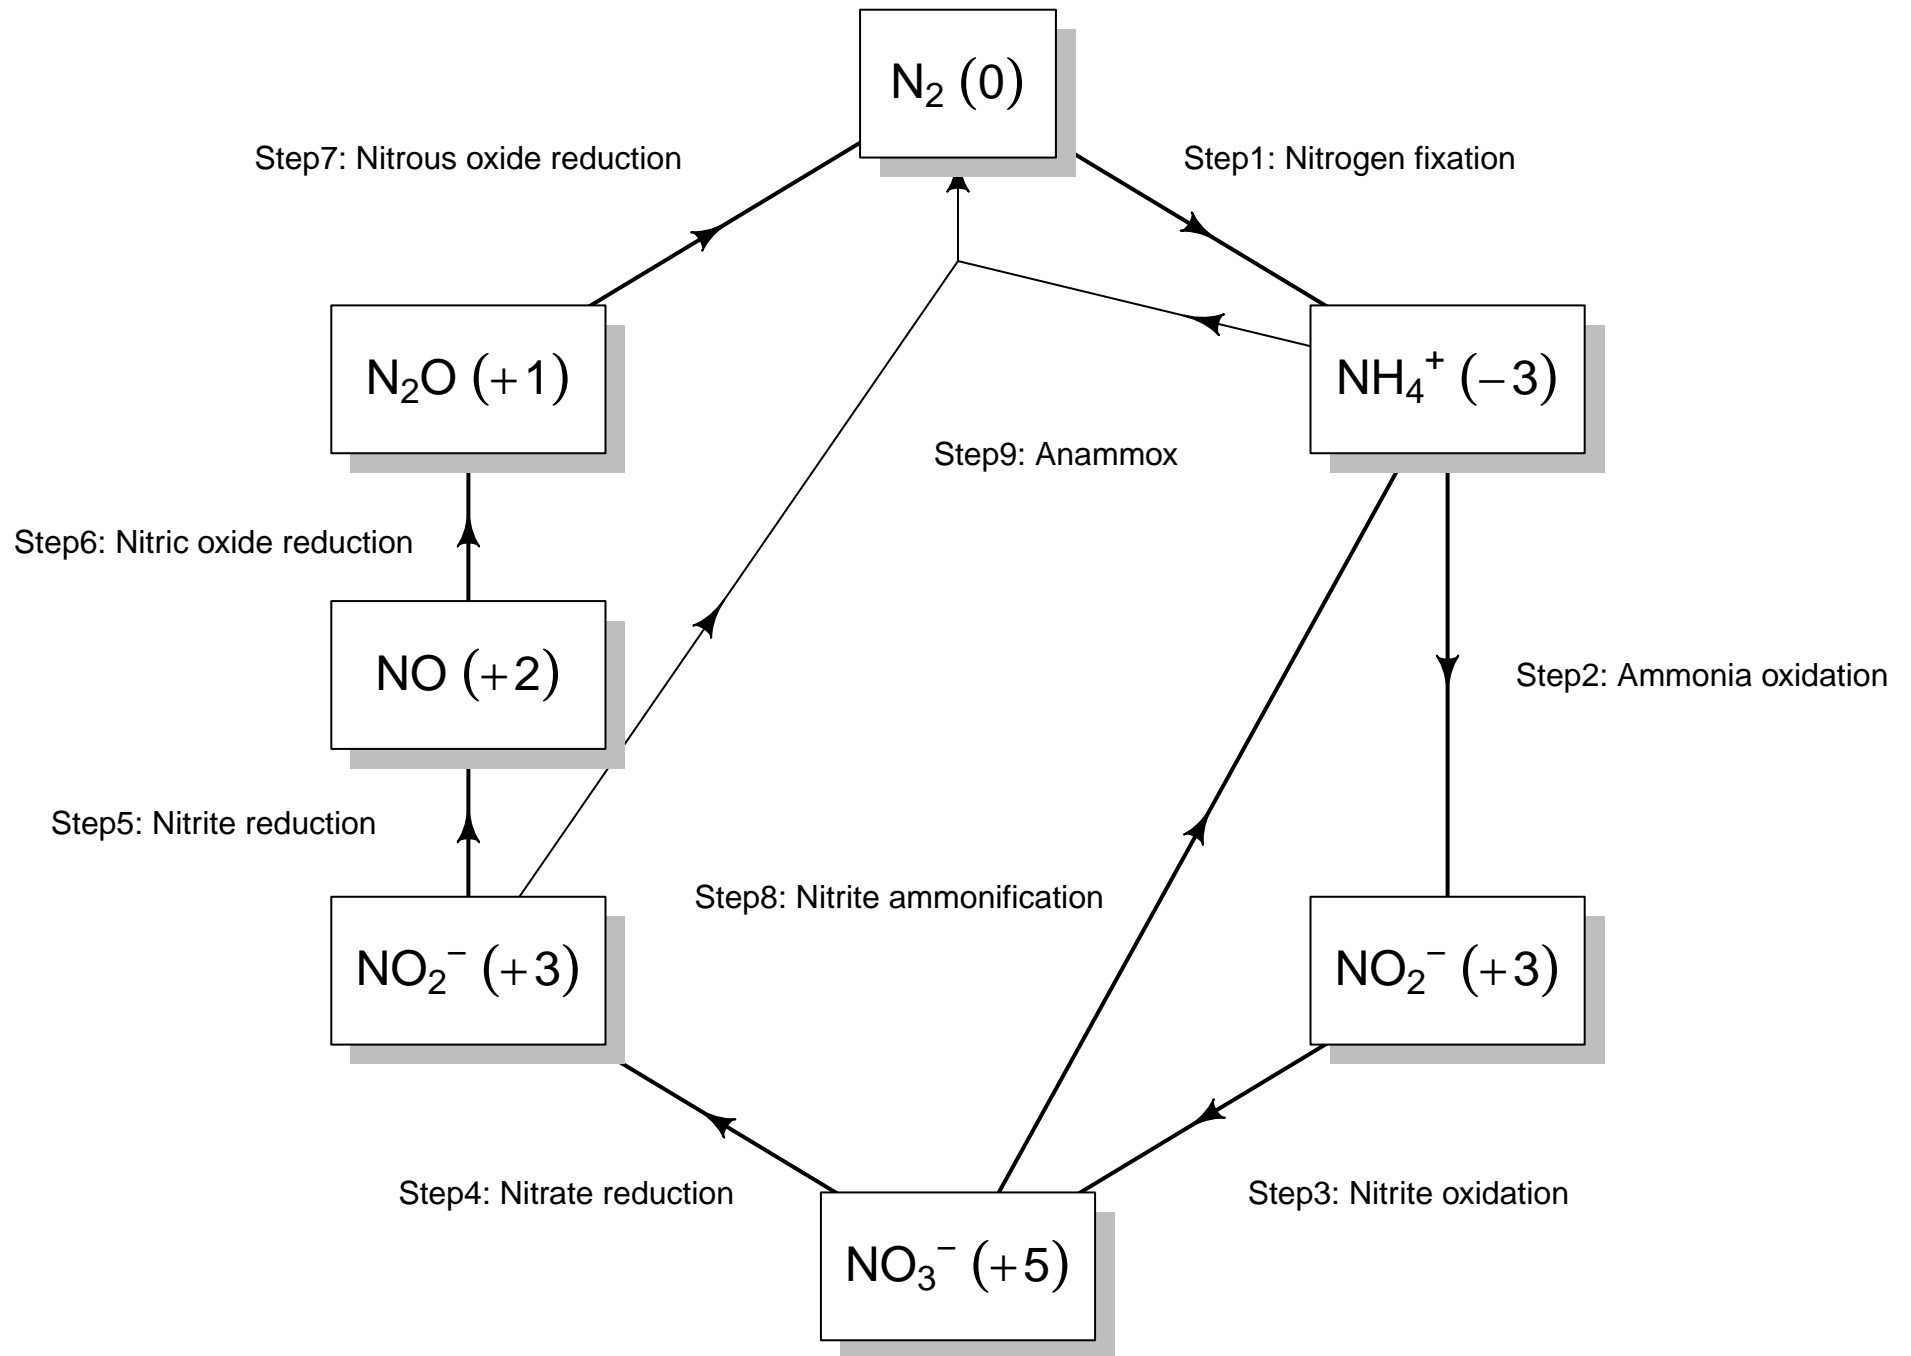 N₂ (0)
Step7: Nitrous oxide reduction
Step1: Nitrogen fixation
N₂O (+1)
NH₄⁺ (−3)
Step9: Anammox
Step6: Nitric oxide reduction
NO (+2)
Step2: Ammonia oxidation
Step5: Nitrite reduction
Step8: Nitrite ammonification
NO₂⁻ (+3)
NO₂⁻ (+3)
Step4: Nitrate reduction
Step3: Nitrite oxidation
NO₃⁻ (+5)